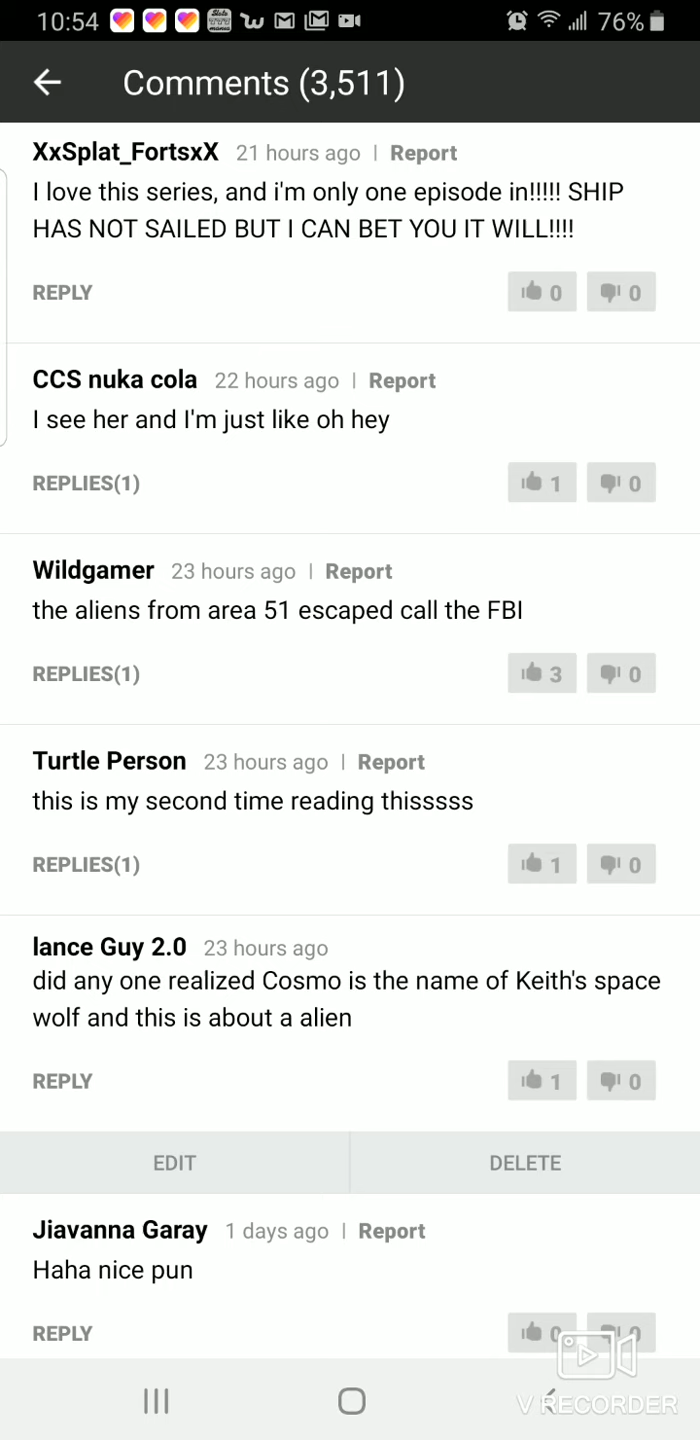 10:54 76%
Comments (3,511)
XxSplat_FortsxX 21 hours ago | Report
I love this series, and i'm only one episode in!!!!! SHIP
HAS NOT SAILED BUT I CAN BET YOU IT WILL!!!!
REPLY 0 0
CCS nuka cola 22 hours ago | Report
I see her and I'm just like oh hey
REPLIES(1) 1 0
Wildgamer 23 hours ago | Report
the aliens from area 51 escaped call the FBI
REPLIES(1) 3 0
Turtle Person 23 hours ago | Report
this is my second time reading thisssss
REPLIES(1) 1 0
lance Guy 2.0 23 hours ago
did any one realized Cosmo is the name of Keith's space
wolf and this is about a alien
REPLY 1 0
EDIT DELETE
Jiavanna Garay 1 days ago | Report
Haha nice pun
REPLY 0 0
V RECORDER